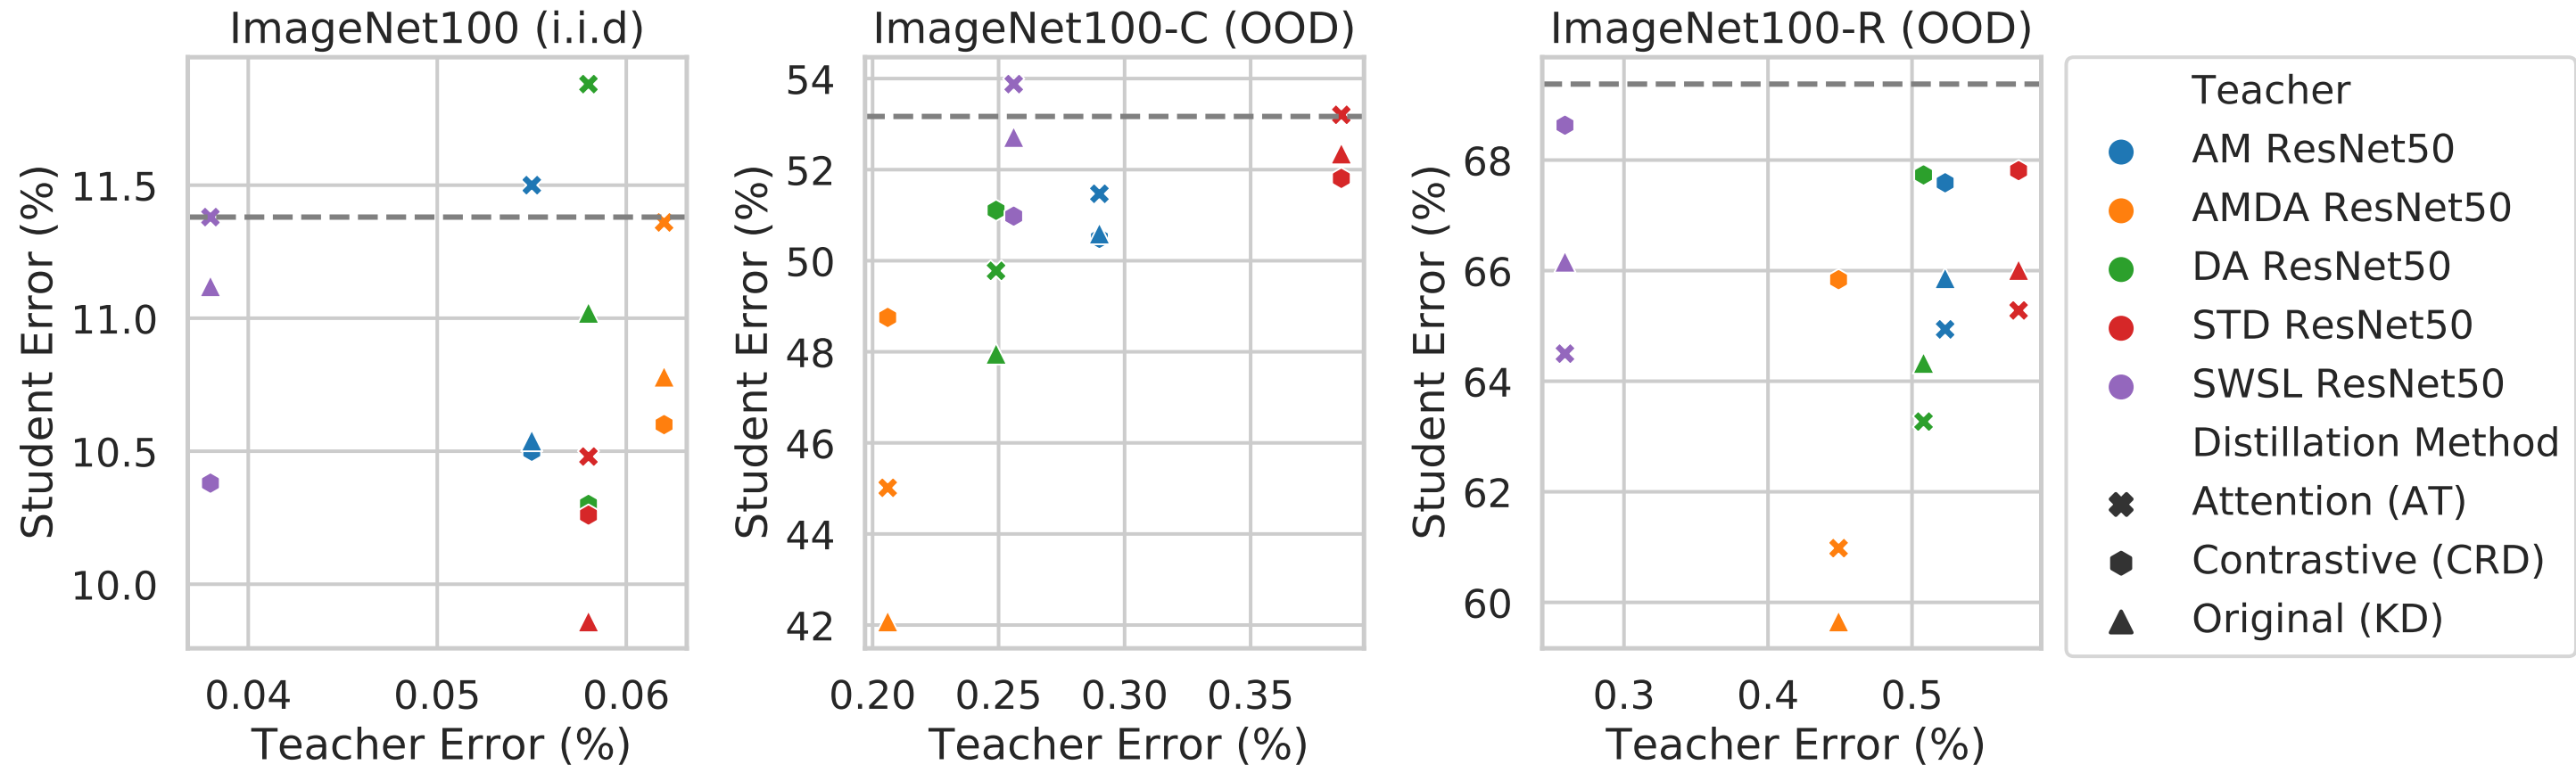 ImageNet100 (i.i.d)
Student Error (%)
11.5
11.0
10.5
10.0
0.04 0.05 0.06
Teacher Error (%)
ImageNet100-C (OOD)
Student Error (%)
54
52
50
48
46
44
42
0.20 0.25 0.30 0.35
Teacher Error (%)
ImageNet100-R (OOD)
Student Error (%)
68
66
64
62
60
0.3 0.4 0.5
Teacher Error (%)
Teacher
AM ResNet50
AMDA ResNet50
DA ResNet50
STD ResNet50
SWSL ResNet50
Distillation Method
Attention (AT)
Contrastive (CRD)
Original (KD)